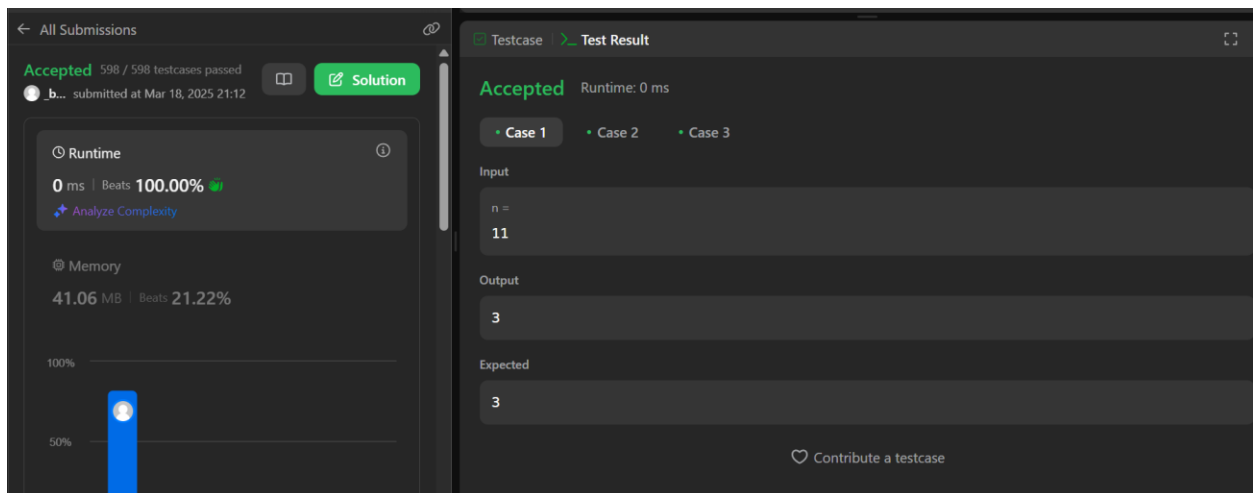 All Submissions
Accepted 598 / 598 testcases passed
_b... submitted at Mar 18, 2025 21:12
Solution
Runtime
0 ms | Beats 100.00%
Analyze Complexity
Memory
41.06 MB | Beats 21.22%
100%
50%
Testcase | >_ Test Result
Accepted Runtime: 0 ms
• Case 1 • Case 2 • Case 3
Input
n =
11
Output
3
Expected
3
Contribute a testcase